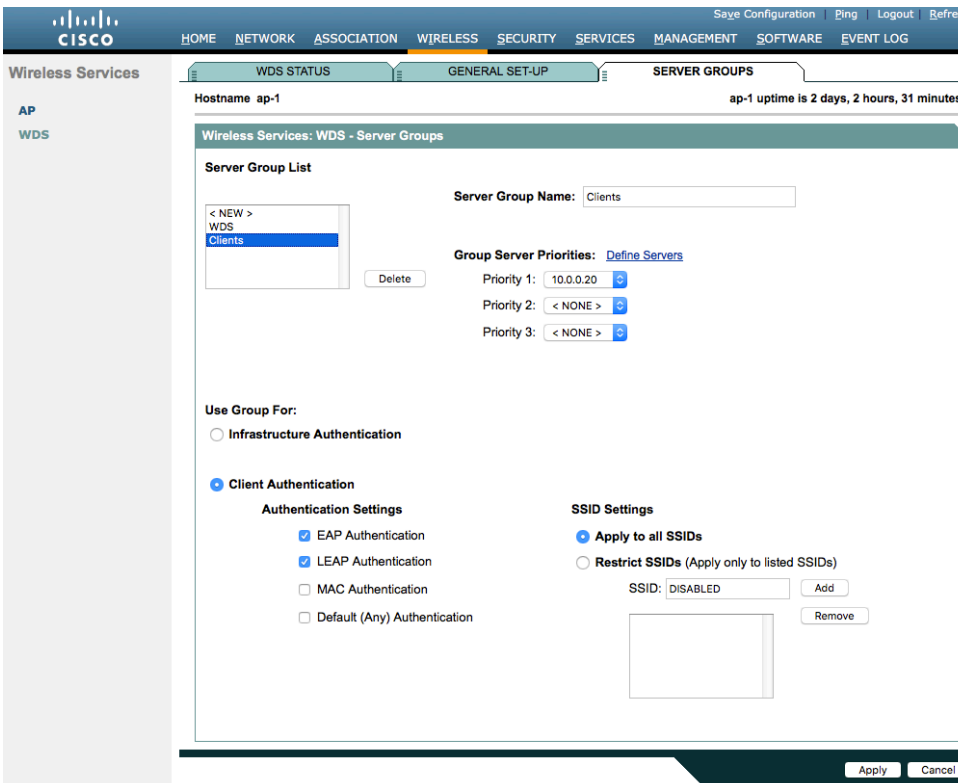 Save Configuration | Ping | Logout | Refre
CISCO
HOME NETWORK ASSOCIATION WIRELESS SECURITY SERVICES MANAGEMENT SOFTWARE EVENT LOG
Wireless Services
AP
WDS
WDS STATUS GENERAL SET-UP SERVER GROUPS
Hostname ap-1 ap-1 uptime is 2 days, 2 hours, 31 minutes
Wireless Services: WDS - Server Groups
Server Group List
Server Group Name: Clients
< NEW >
WDS
Clients
Delete
Group Server Priorities: Define Servers
Priority 1: 10.0.0.20
Priority 2: < NONE >
Priority 3: < NONE >
Use Group For:
Infrastructure Authentication
Client Authentication
Authentication Settings
EAP Authentication
LEAP Authentication
MAC Authentication
Default (Any) Authentication
SSID Settings
Apply to all SSIDs
Restrict SSIDs (Apply only to listed SSIDs)
SSID: DISABLED Add
Remove
Apply Cancel